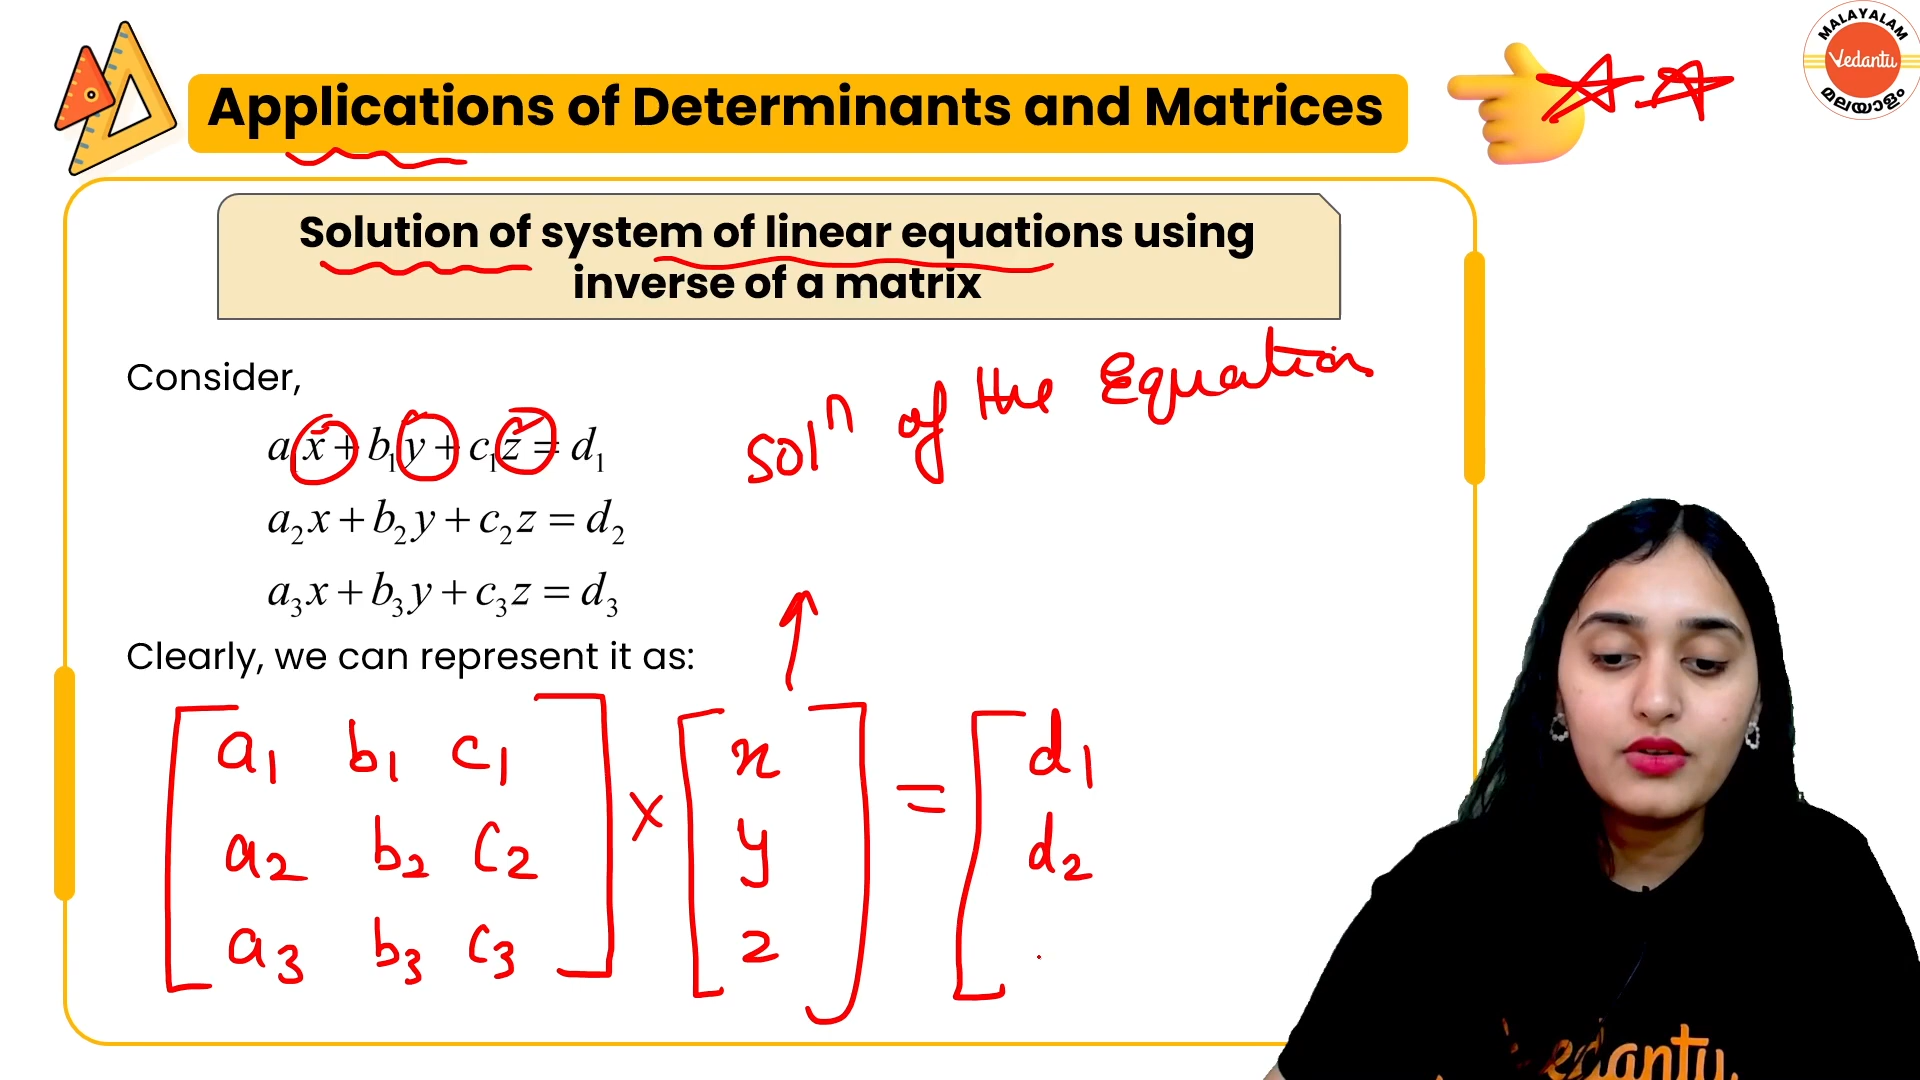 Applications of Determinants and Matrices
MALAYALAM
Vedantu
മലയാളം
Solution of system of linear equations using
inverse of a matrix
Consider,
a₁x + b₁y + c₁z = d₁
solⁿ of the Equation
a₂x + b₂y + c₂z = d₂
a₃x + b₃y + c₃z = d₃
Clearly, we can represent it as:
[a₁ b₁ c₁] × [x] = [d₁
[a₂ b₂ c₂] [y] [d₂
[a₃ b₃ c₃] [z] [
Vedantu